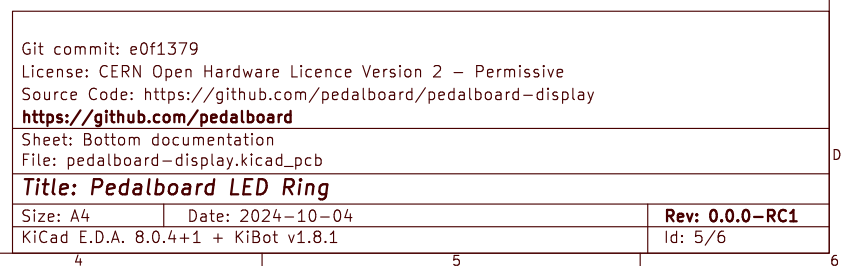 Git commit: e0f1379
License: CERN Open Hardware Licence Version 2 – Permissive
Source Code: https://github.com/pedalboard/pedalboard–display
https://github.com/pedalboard
Sheet: Bottom documentation
File: pedalboard–display.kicad_pcb
D
Title: Pedalboard LED Ring
Size: A4 Date: 2024–10–04 Rev: 0.0.0–RC1
KiCad E.D.A. 8.0.4+1 + KiBot v1.8.1 Id: 5/6
4 5 6